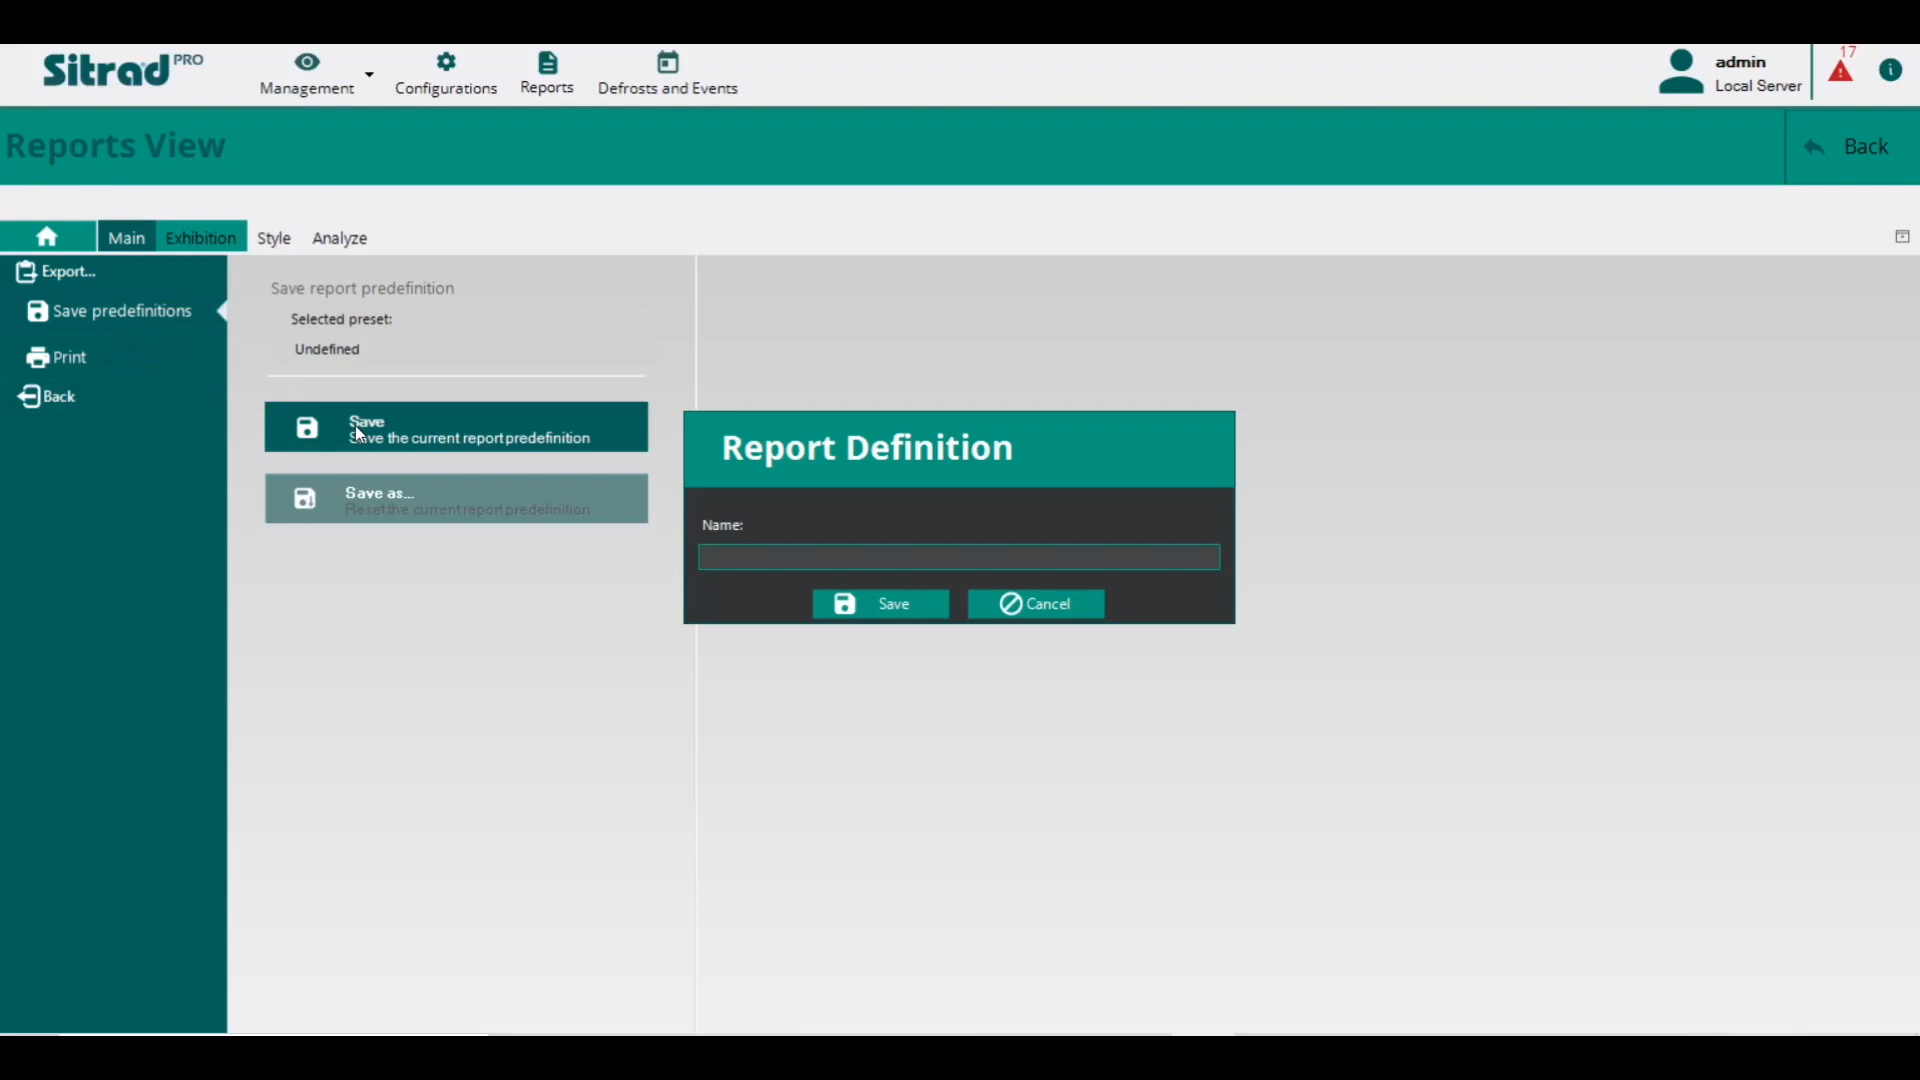 Sitrad PRO
Management
Configurations
Reports
Defrosts and Events
admin
Local Server
17
Reports View
Back
Main
Exhibition
Style
Analyze
Export...
Save predefinitions
Print
Back
Save report predefinition
Selected preset:
Undefined
Save
Save the current report predefinition
Save as...
Reset the current report predefinition
Report Definition
Name:
Save
Cancel